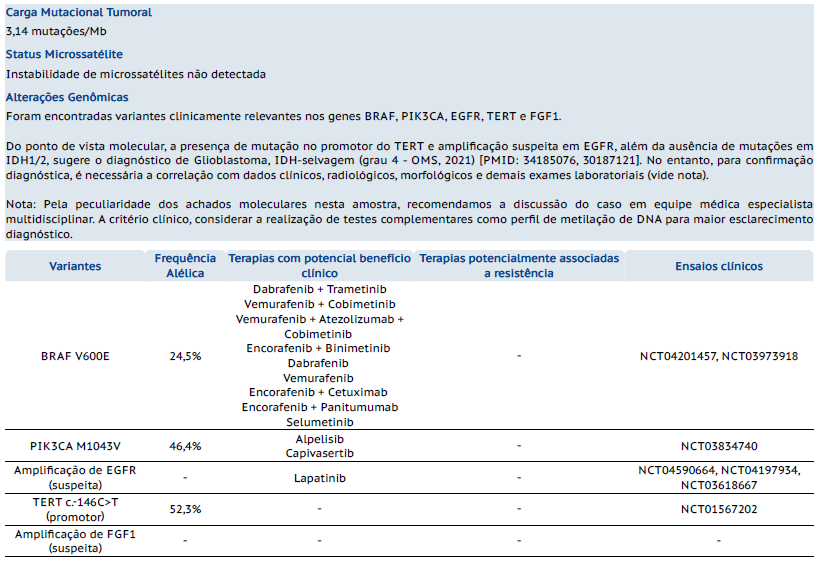 Carga Mutacional Tumoral
3,14 mutações/Mb
Status Microssatélite
Instabilidade de microssatélites não detectada
Alterações Genômicas
Foram encontradas variantes clinicamente relevantes nos genes BRAF, PIK3CA, EGFR, TERT e FGF1.
Do ponto de vista molecular, a presença de mutação no promotor do TERT e amplificação suspeita em EGFR, além da ausência de mutações em
IDH1/2, sugere o diagnóstico de Glioblastoma, IDH-selvagem (grau 4 - OMS, 2021) [PMID: 34185076, 30187121]. No entanto, para confirmação
diagnóstica, é necessária a correlação com dados clínicos, radiológicos, morfológicos e demais exames laboratoriais (vide nota).
Nota: Pela peculiaridade dos achados moleculares nesta amostra, recomendamos a discussão do caso em equipe médica especialista
multidisciplinar. A critério clínico, considerar a realização de testes complementares como perfil de metilação de DNA para maior esclarecimento
diagnóstico.
Variantes
Frequência
Alélica
Terapias com potencial benefício
clínico
Terapias potencialmente associadas
a resistência
Ensaios clínicos
BRAF V600E
24,5%
Dabrafenib + Trametinib
Vemurafenib + Cobimetinib
Vemurafenib + Atezolizumab +
Cobimetinib
Encorafenib + Binimetinib
Dabrafenib
Vemurafenib
Encorafenib + Cetuximab
Encorafenib + Panitumumab
Selumetinib
-
NCT04201457, NCT03973918
PIK3CA M1043V
46,4%
Alpelisib
Capivasertib
-
NCT03834740
Amplificação de EGFR
(suspeita)
-
Lapatinib
-
NCT04590664, NCT04197934,
NCT03618667
TERT c.-146C>T
(promotor)
52,3%
-
-
NCT01567202
Amplificação de FGF1
(suspeita)
-
-
-
-